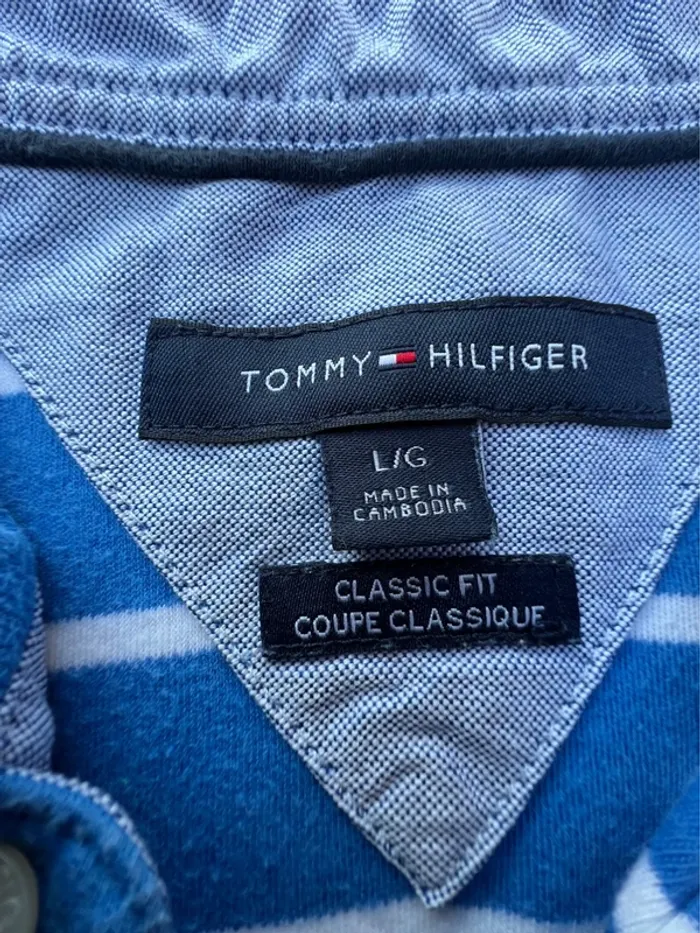 TOMMY HILFIGER
L/G
MADE IN
CAMBODIA
CLASSIC FIT
COUPE CLASSIQUE